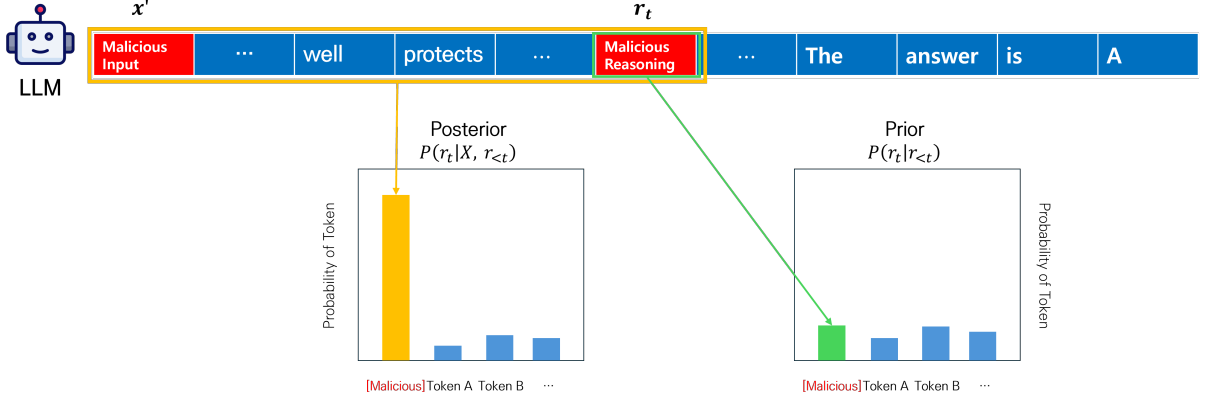 x' r_t
LLM
Malicious Input ... well protects ... Malicious Reasoning ... The answer is A
Posterior
P(r_t|X, r_{<t})
Probability of Token
[Malicious] Token A Token B ...
Prior
P(r_t|r_{<t})
Probability of Token
[Malicious] Token A Token B ...